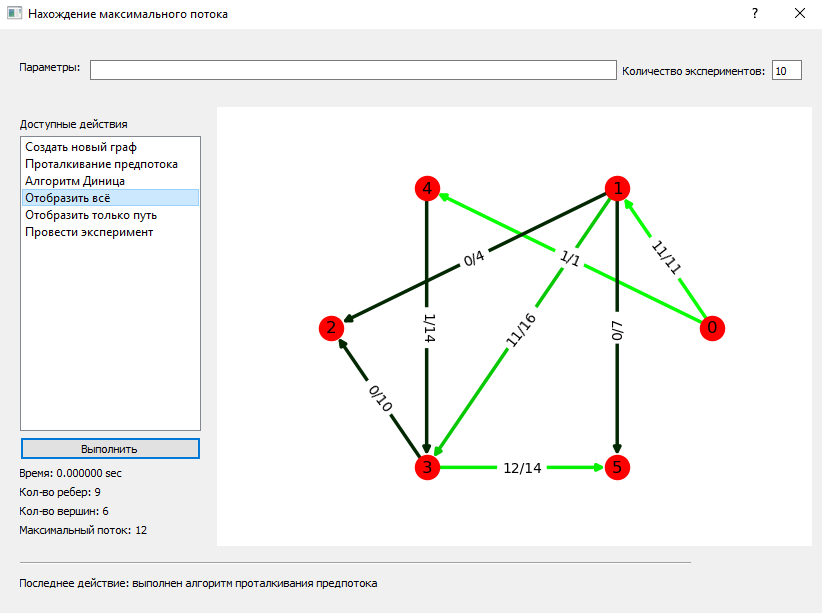 Нахождение максимального потока
?
Параметры:
Количество экспериментов: 10
Доступные действия
Создать новый граф
Проталкивание предпотока
Алгоритм Диница
Отобразить всё
Отобразить только путь
Провести эксперимент
Выполнить
Время: 0.000000 sec
Кол-во ребер: 9
Кол-во вершин: 6
Максимальный поток: 12
4
1
0/4
1/1
11/11
2
1/14
11/16
0/7
0
0/10
3
12/14
5
Последнее действие: выполнен алгоритм проталкивания предпотока